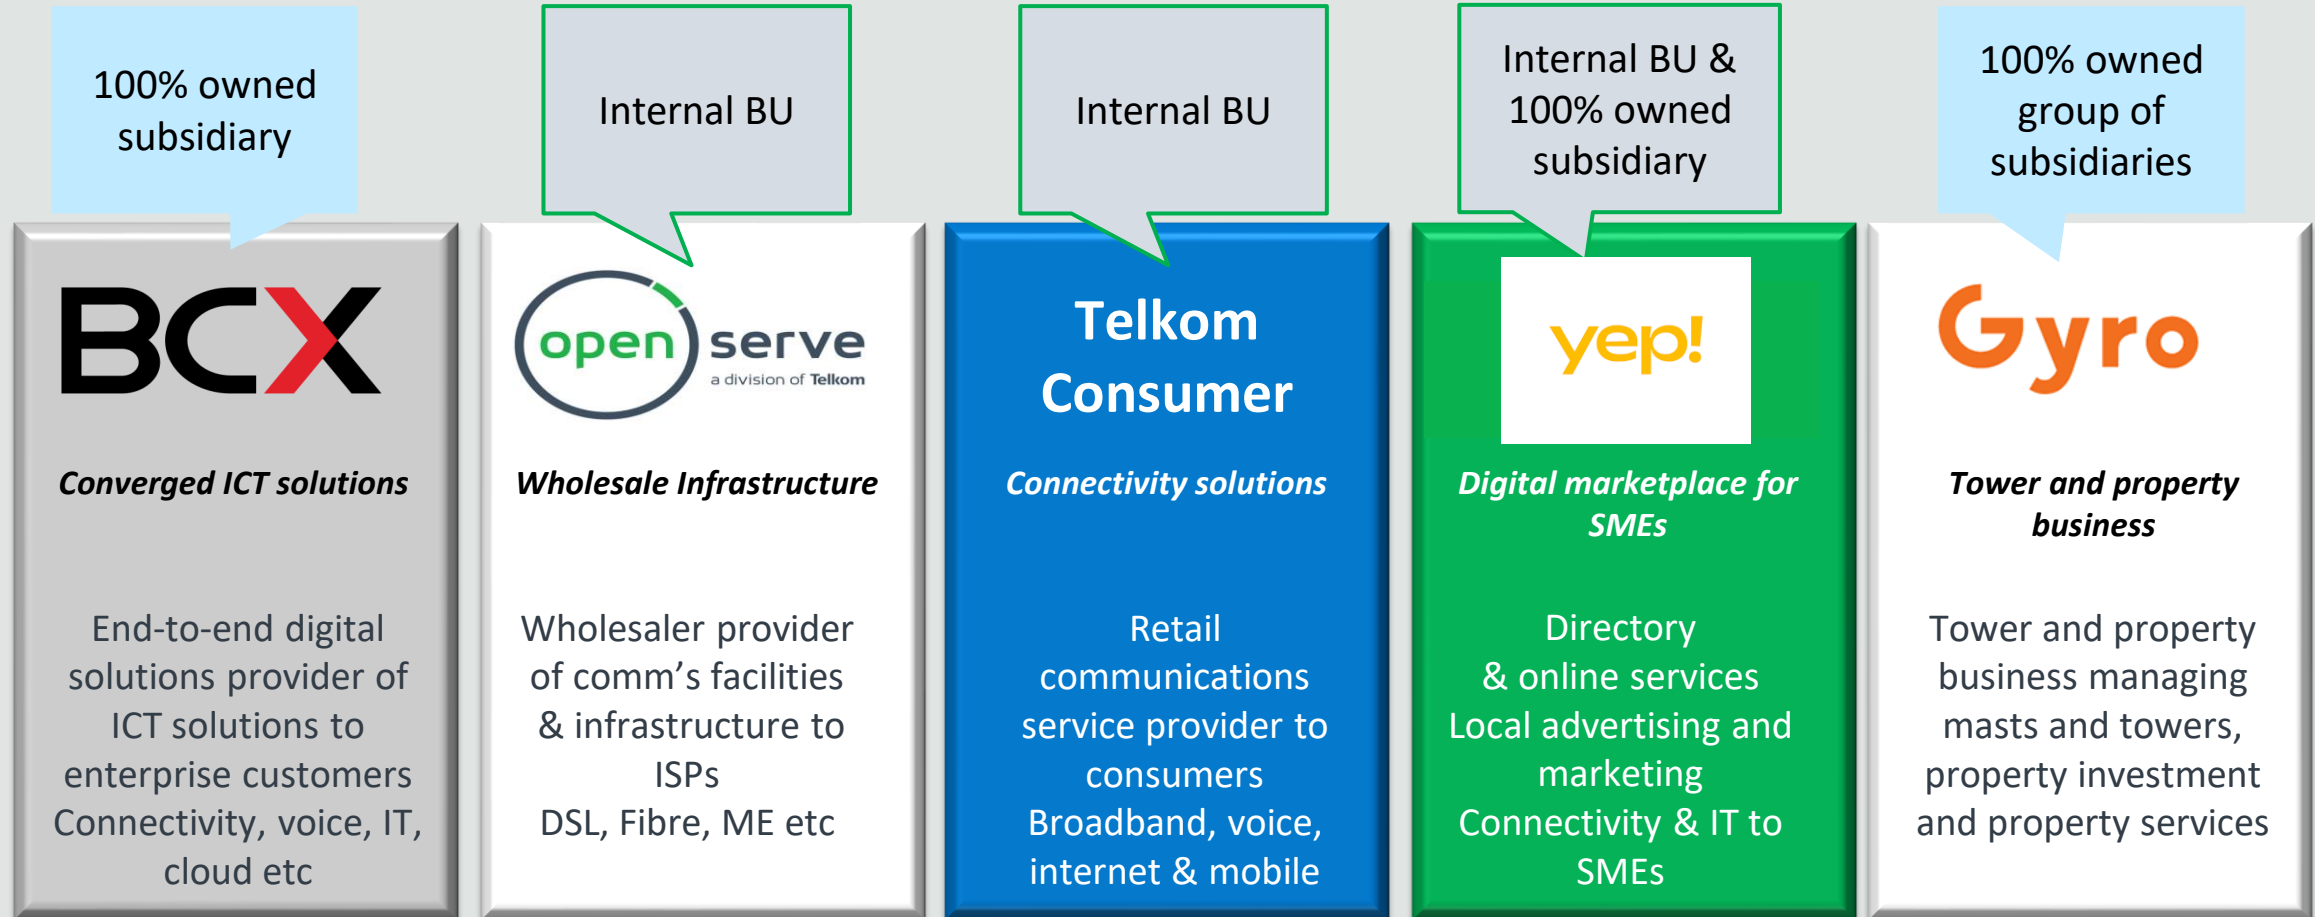 100% owned
subsidiary
Internal BU
Internal BU
Internal BU &
100% owned
subsidiary
100% owned
group of
subsidiaries
BCX
Converged ICT solutions
End-to-end digital
solutions provider of
ICT solutions to
enterprise customers
Connectivity, voice, IT,
cloud etc
open serve
a division of Telkom
Wholesale Infrastructure
Wholesaler provider
of comm's facilities
& infrastructure to
ISPs
DSL, Fibre, ME etc
Telkom
Consumer
Connectivity solutions
Retail
communications
service provider to
consumers
Broadband, voice,
internet & mobile
yep!
Digital marketplace for
SMEs
Directory
& online services
Local advertising and
marketing
Connectivity & IT to
SMEs
Gyro
Tower and property
business
Tower and property
business managing
masts and towers,
property investment
and property services